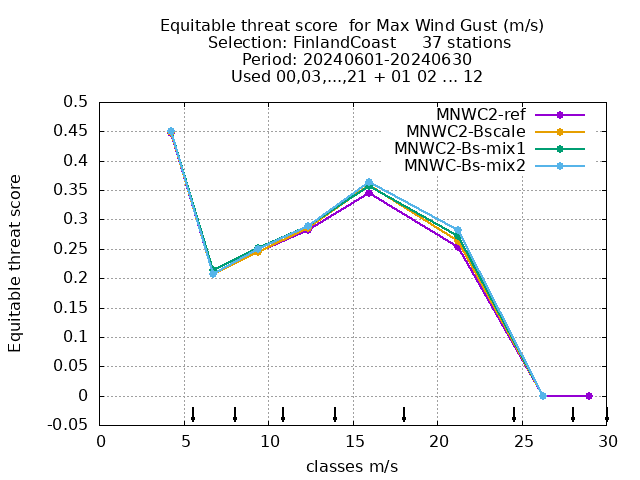 Equitable threat score  for Max Wind Gust (m/s)
Selection: FinlandCoast     37 stations
Period: 20240601-20240630
Used 00,03,...,21 + 01 02 ... 12
MNWC2-ref
MNWC2-Bscale
MNWC2-Bs-mix1
MNWC-Bs-mix2
Equitable threat score
0.5
0.45
0.4
0.35
0.3
0.25
0.2
0.15
0.1
0.05
0
-0.05
0 5 10 15 20 25 30
classes m/s